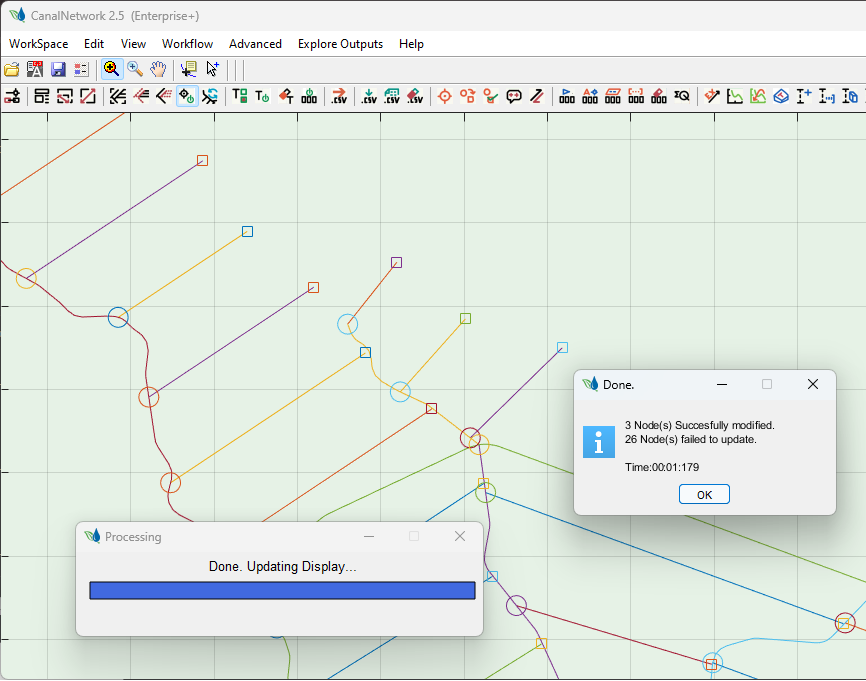 CanalNetwork 2.5 (Enterprise+)
WorkSpace Edit View Workflow Advanced Explore Outputs Help
.csv .csv .csv .csv
Done.
3 Node(s) Succesfully modified.
26 Node(s) failed to update.
Time:00:01:179
OK
Processing
Done. Updating Display...